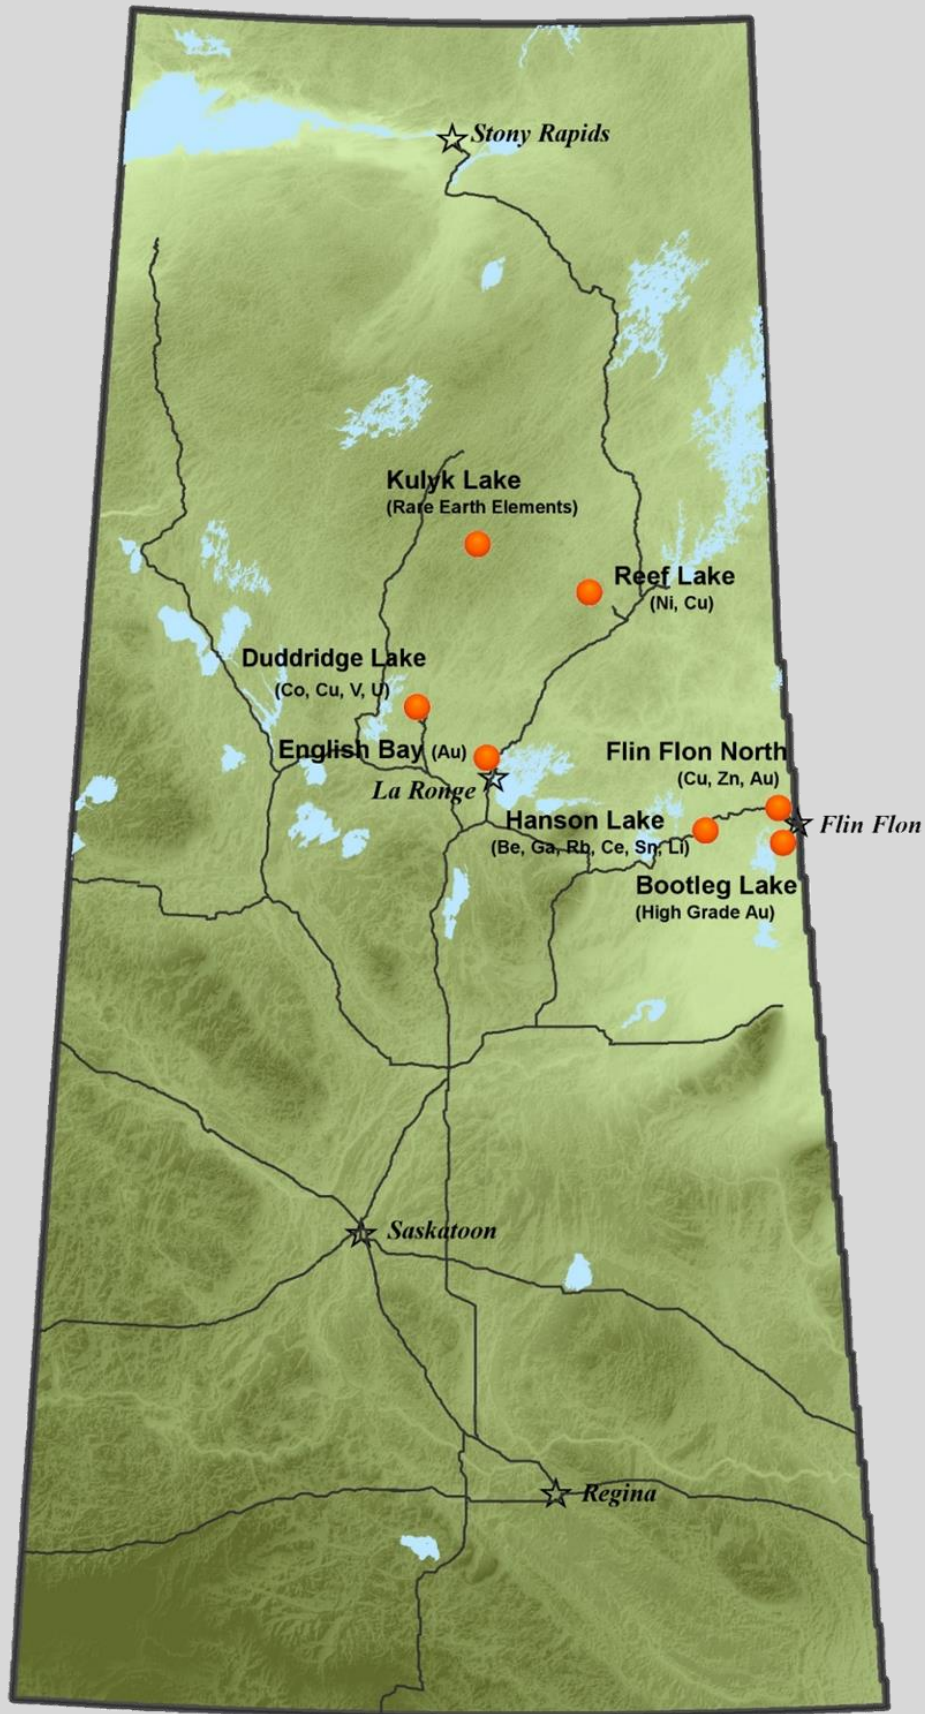 Stony Rapids
Kulyk Lake
(Rare Earth Elements)
Reef Lake
(Ni, Cu)
Duddridge Lake
(Co, Cu, V, U)
English Bay (Au)
La Ronge
Flin Flon North
(Cu, Zn, Au)
Flin Flon
Hanson Lake
(Be, Ga, Rb, Ce, Sn, Li)
Bootleg Lake
(High Grade Au)
Saskatoon
Regina